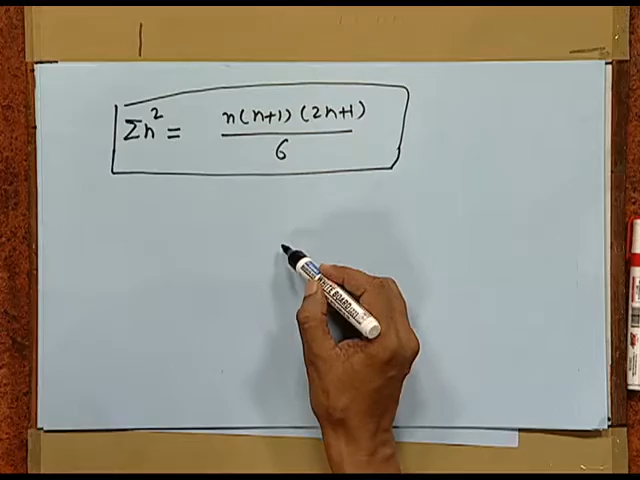 Σn² = n(n+1)(2n+1)
6
WHITE BOARD